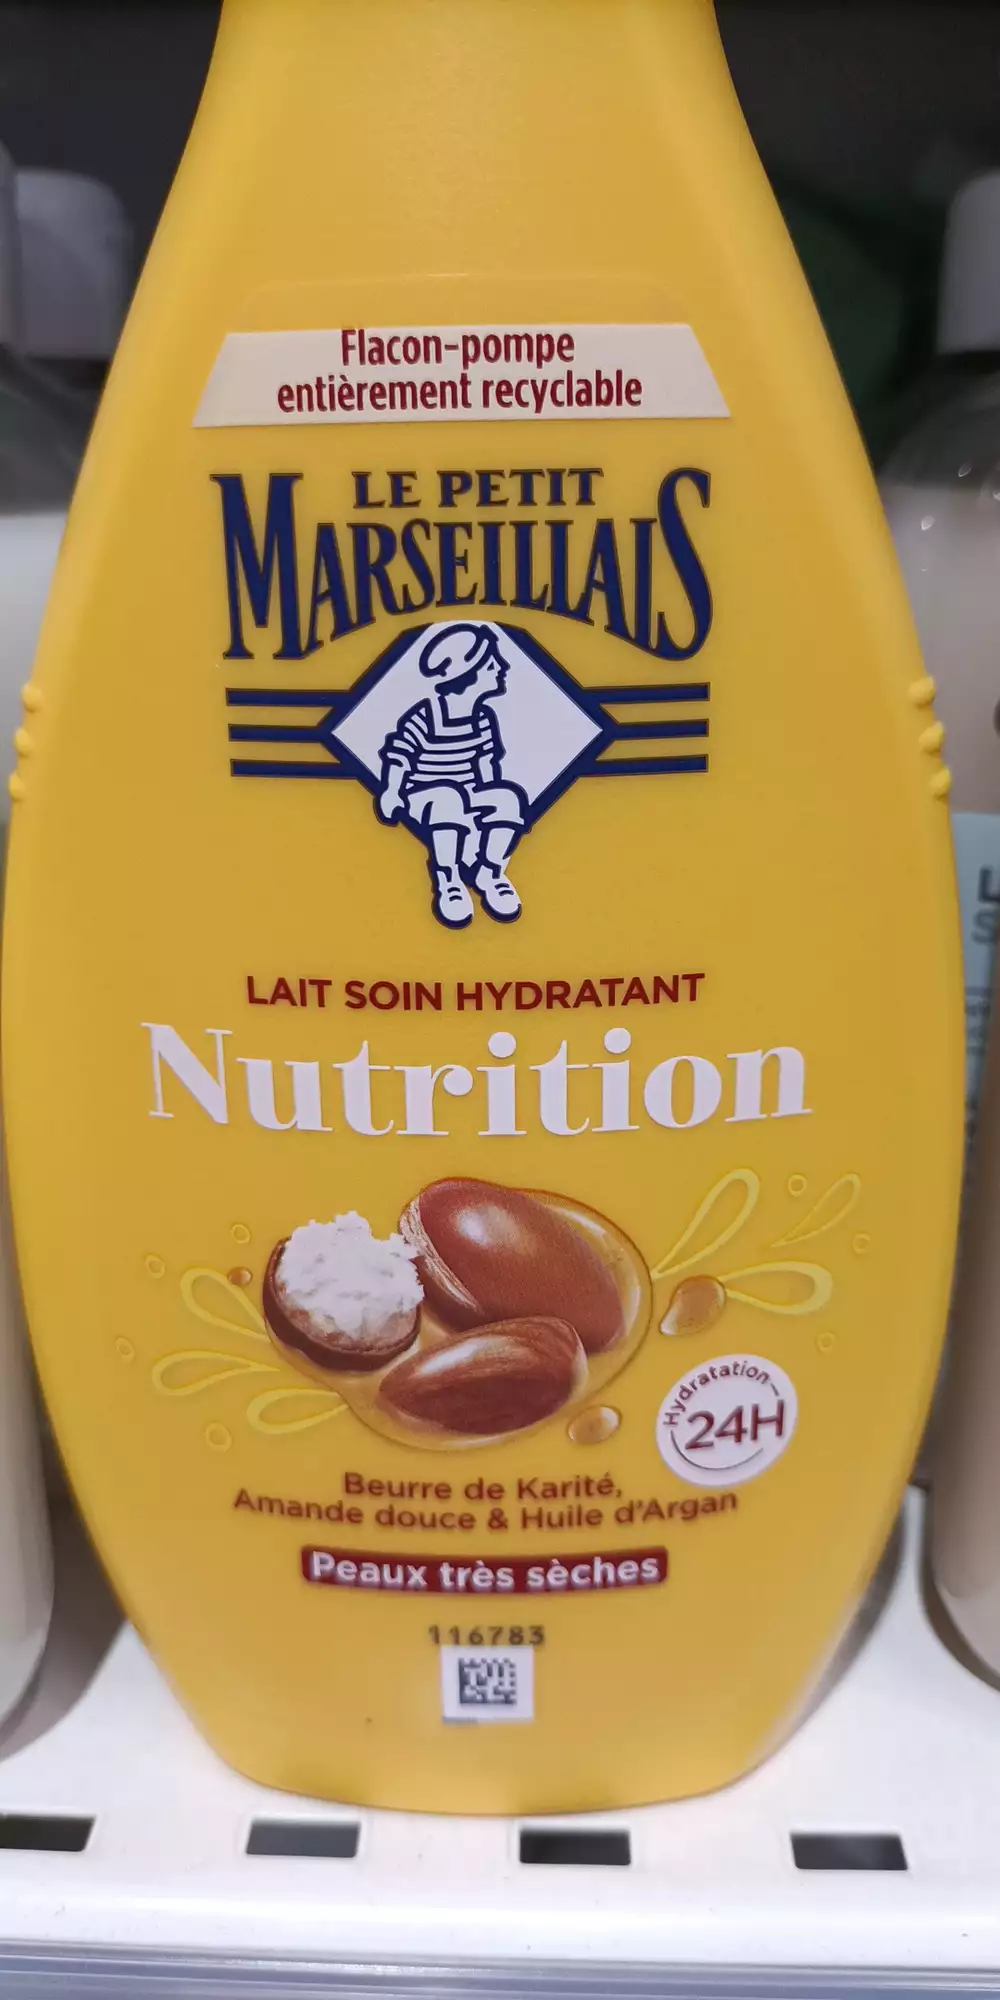 Flacon-pompe
entièrement recyclable
LE PETIT
MARSEILLAIS
LAIT SOIN HYDRATANT
Nutrition
Hydratation
24H
Beurre de Karité,
Amande douce & Huile d'Argan
Peaux très sèches
116783